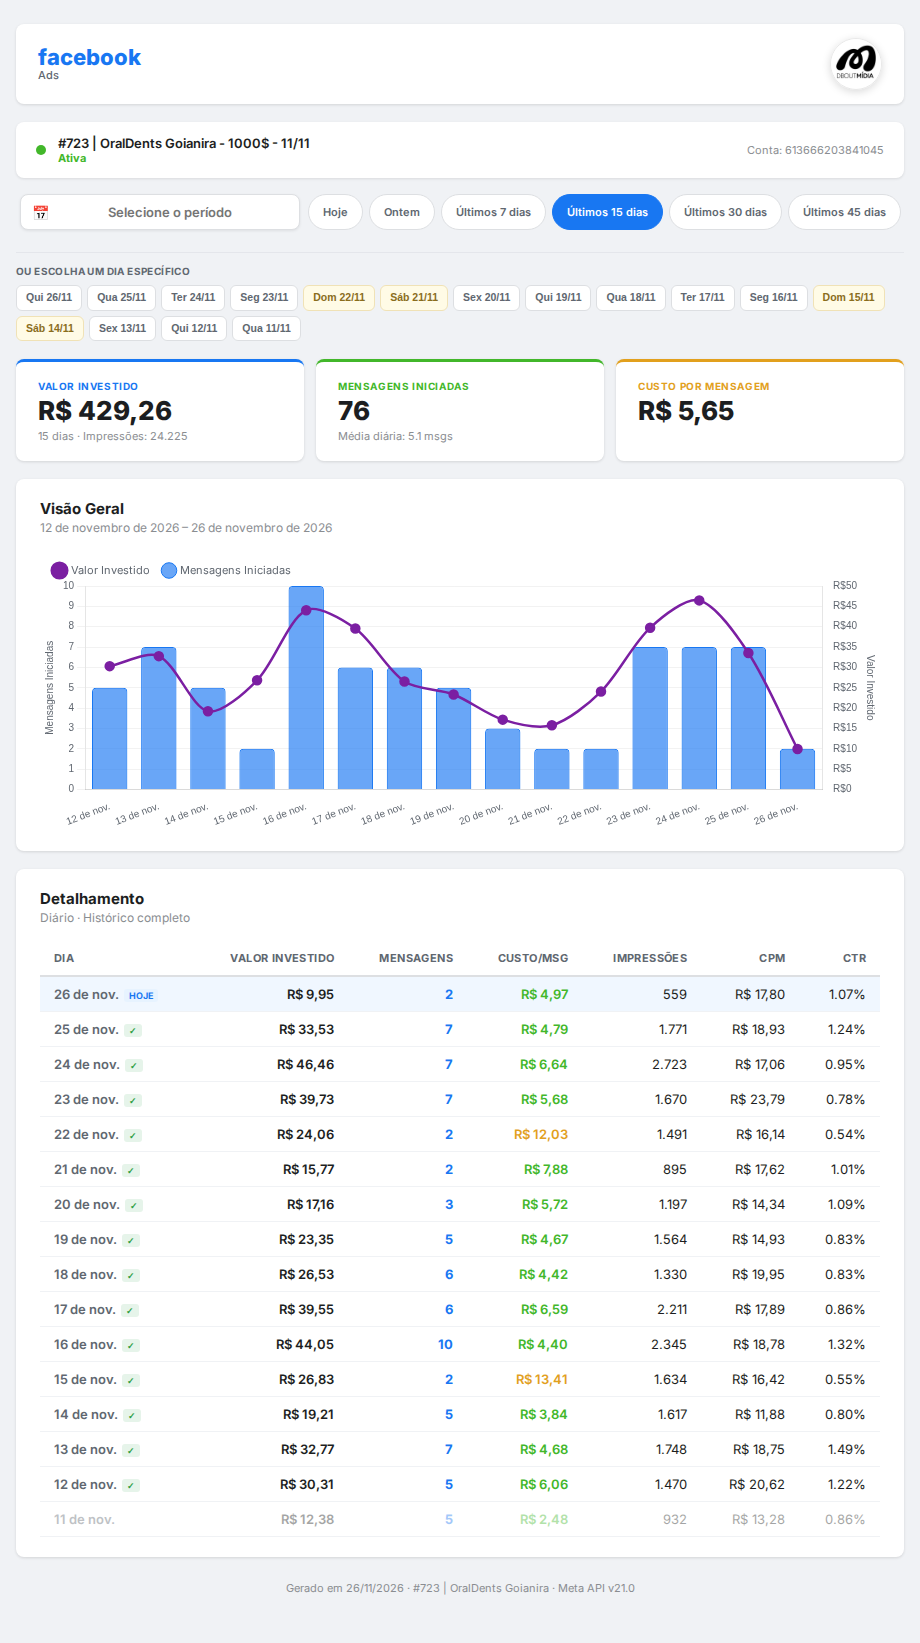 facebook
Ads
DBOUTMÍDIA
#723 | OralDents Goianira - 1000$ - 11/11
Ativa
Conta: 613666203841045
Selecione o período
Hoje
Ontem
Últimos 7 dias
Últimos 15 dias
Últimos 30 dias
Últimos 45 dias
OU ESCOLHA UM DIA ESPECÍFICO
Qui 26/11 Qua 25/11 Ter 24/11 Seg 23/11 Dom 22/11 Sáb 21/11 Sex 20/11 Qui 19/11 Qua 18/11 Ter 17/11 Seg 16/11 Dom 15/11
Sáb 14/11 Sex 13/11 Qui 12/11 Qua 11/11
VALOR INVESTIDO
R$ 429,26
15 dias · Impressões: 24.225
MENSAGENS INICIADAS
76
Média diária: 5.1 msgs
CUSTO POR MENSAGEM
R$ 5,65
Visão Geral
12 de novembro de 2026 – 26 de novembro de 2026
Valor Investido Mensagens Iniciadas
Mensagens Iniciadas
10
9
8
7
6
5
4
3
2
1
0
R$50
R$45
R$40
R$35
R$30
R$25
R$20
R$15
R$10
R$5
R$0
Valor Investido
12 de nov. 13 de nov. 14 de nov. 15 de nov. 16 de nov. 17 de nov. 18 de nov. 19 de nov. 20 de nov. 21 de nov. 22 de nov. 23 de nov. 24 de nov. 25 de nov. 26 de nov.
Detalhamento
Diário · Histórico completo
DIA VALOR INVESTIDO MENSAGENS CUSTO/MSG IMPRESSÕES CPM CTR
26 de nov. HOJE R$ 9,95 2 R$ 4,97 559 R$ 17,80 1.07%
25 de nov. ✓ R$ 33,53 7 R$ 4,79 1.771 R$ 18,93 1.24%
24 de nov. ✓ R$ 46,46 7 R$ 6,64 2.723 R$ 17,06 0.95%
23 de nov. ✓ R$ 39,73 7 R$ 5,68 1.670 R$ 23,79 0.78%
22 de nov. ✓ R$ 24,06 2 R$ 12,03 1.491 R$ 16,14 0.54%
21 de nov. ✓ R$ 15,77 2 R$ 7,88 895 R$ 17,62 1.01%
20 de nov. ✓ R$ 17,16 3 R$ 5,72 1.197 R$ 14,34 1.09%
19 de nov. ✓ R$ 23,35 5 R$ 4,67 1.564 R$ 14,93 0.83%
18 de nov. ✓ R$ 26,53 6 R$ 4,42 1.330 R$ 19,95 0.83%
17 de nov. ✓ R$ 39,55 6 R$ 6,59 2.211 R$ 17,89 0.86%
16 de nov. ✓ R$ 44,05 10 R$ 4,40 2.345 R$ 18,78 1.32%
15 de nov. ✓ R$ 26,83 2 R$ 13,41 1.634 R$ 16,42 0.55%
14 de nov. ✓ R$ 19,21 5 R$ 3,84 1.617 R$ 11,88 0.80%
13 de nov. ✓ R$ 32,77 7 R$ 4,68 1.748 R$ 18,75 1.49%
12 de nov. ✓ R$ 30,31 5 R$ 6,06 1.470 R$ 20,62 1.22%
11 de nov. R$ 12,38 5 R$ 2,48 932 R$ 13,28 0.86%
Gerado em 26/11/2026 · #723 | OralDents Goianira · Meta API v21.0